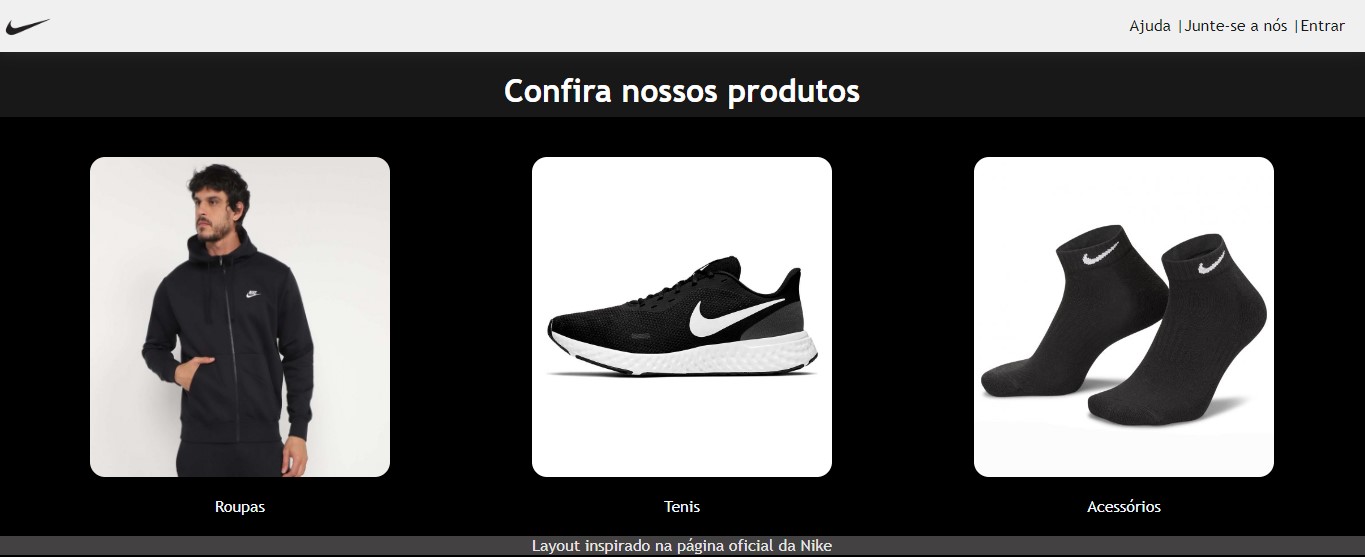 Ajuda |Junte-se a nós |Entrar
Confira nossos produtos
Roupas
Tenis
Acessórios
Layout inspirado na página oficial da Nike